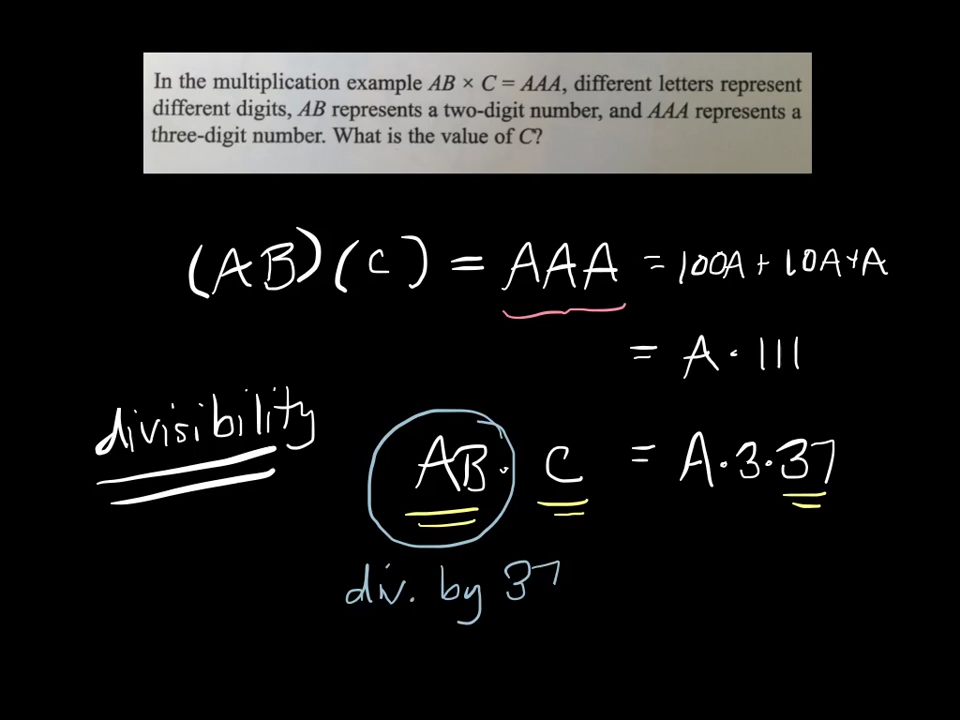 In the multiplication example AB × C = AAA, different letters represent
different digits, AB represents a two-digit number, and AAA represents a
three-digit number. What is the value of C?
(AB)(C) = AAA = 100A + 10A+A
= A · 111
divisibility
AB · C = A·3·37
div. by 37